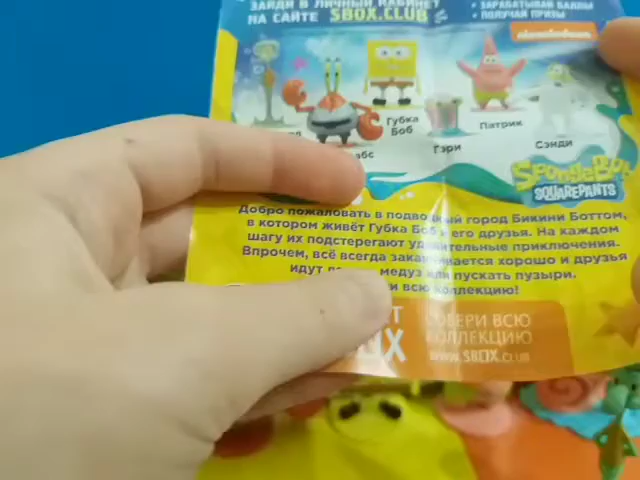 ЗАЙДИ В ЛИЧНЫЙ КАБИНЕТ
НА САЙТЕ SBOX.CLUB
• ЗАРАБАТЫВАЙ БАЛЛЫ
• ПОЛУЧАЙ ПРИЗЫ
nickelodeon
Губка
Боб
Гэри
Патрик
Сэнди
SpongeBob
SQUAREPANTS
Добро пожаловать в подводный город Бикини Боттом,
в котором живёт Губка Боб и его друзья. На каждом
шагу их подстерегают удивительные приключения.
Впрочем, всё всегда заканчивается хорошо и друзья
идут медуз или пускать пузыри.
и всю коллекцию!
СОБЕРИ ВСЮ
КОЛЛЕКЦИЮ
www.SBOX.CLUB